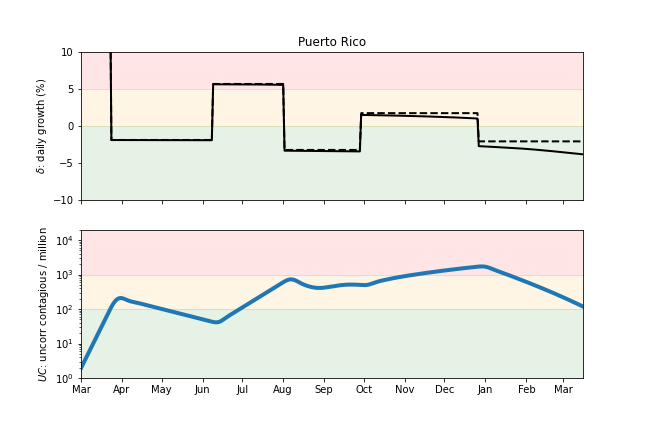 Puerto Rico
δ: daily growth (%)
10
5
0
−5
−10
UC: uncorr contagious / million
10⁴
10³
10²
10¹
10⁰
Mar Apr May Jun Jul Aug Sep Oct Nov Dec Jan Feb Mar